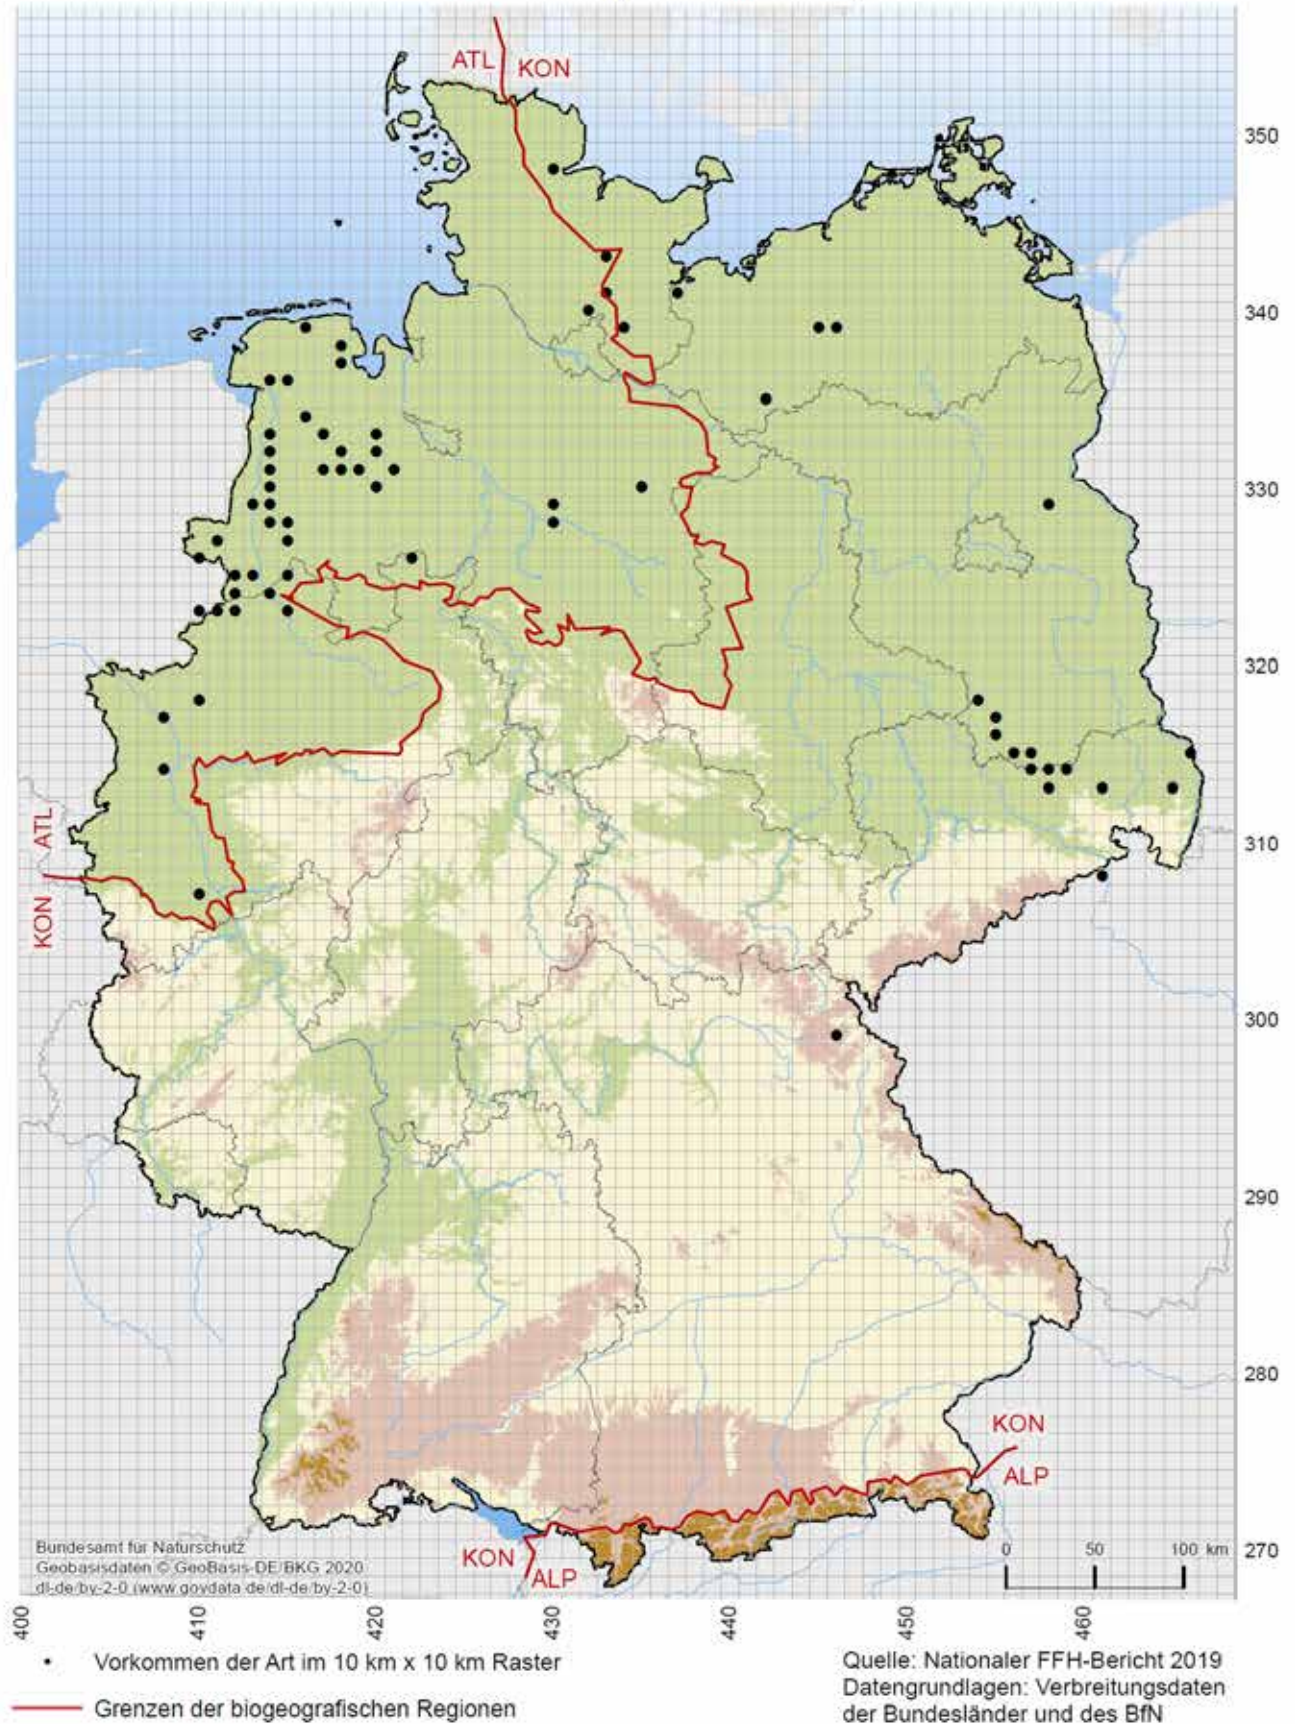 ATL
KON
350
340
330
320
310
300
290
280
270
ATL
KON
KON
ALP
KON
ALP
0 50 100 km
Bundesamt für Naturschutz
Geobasisdaten © GeoBasis-DE/BKG 2020
dl-de/by-2-0 (www.govdata.de/dl-de/by-2-0)
400 410 420 430 440 450 460
Vorkommen der Art im 10 km x 10 km Raster
Grenzen der biogeografischen Regionen
Quelle: Nationaler FFH-Bericht 2019
Datengrundlagen: Verbreitungsdaten
der Bundesländer und des BfN